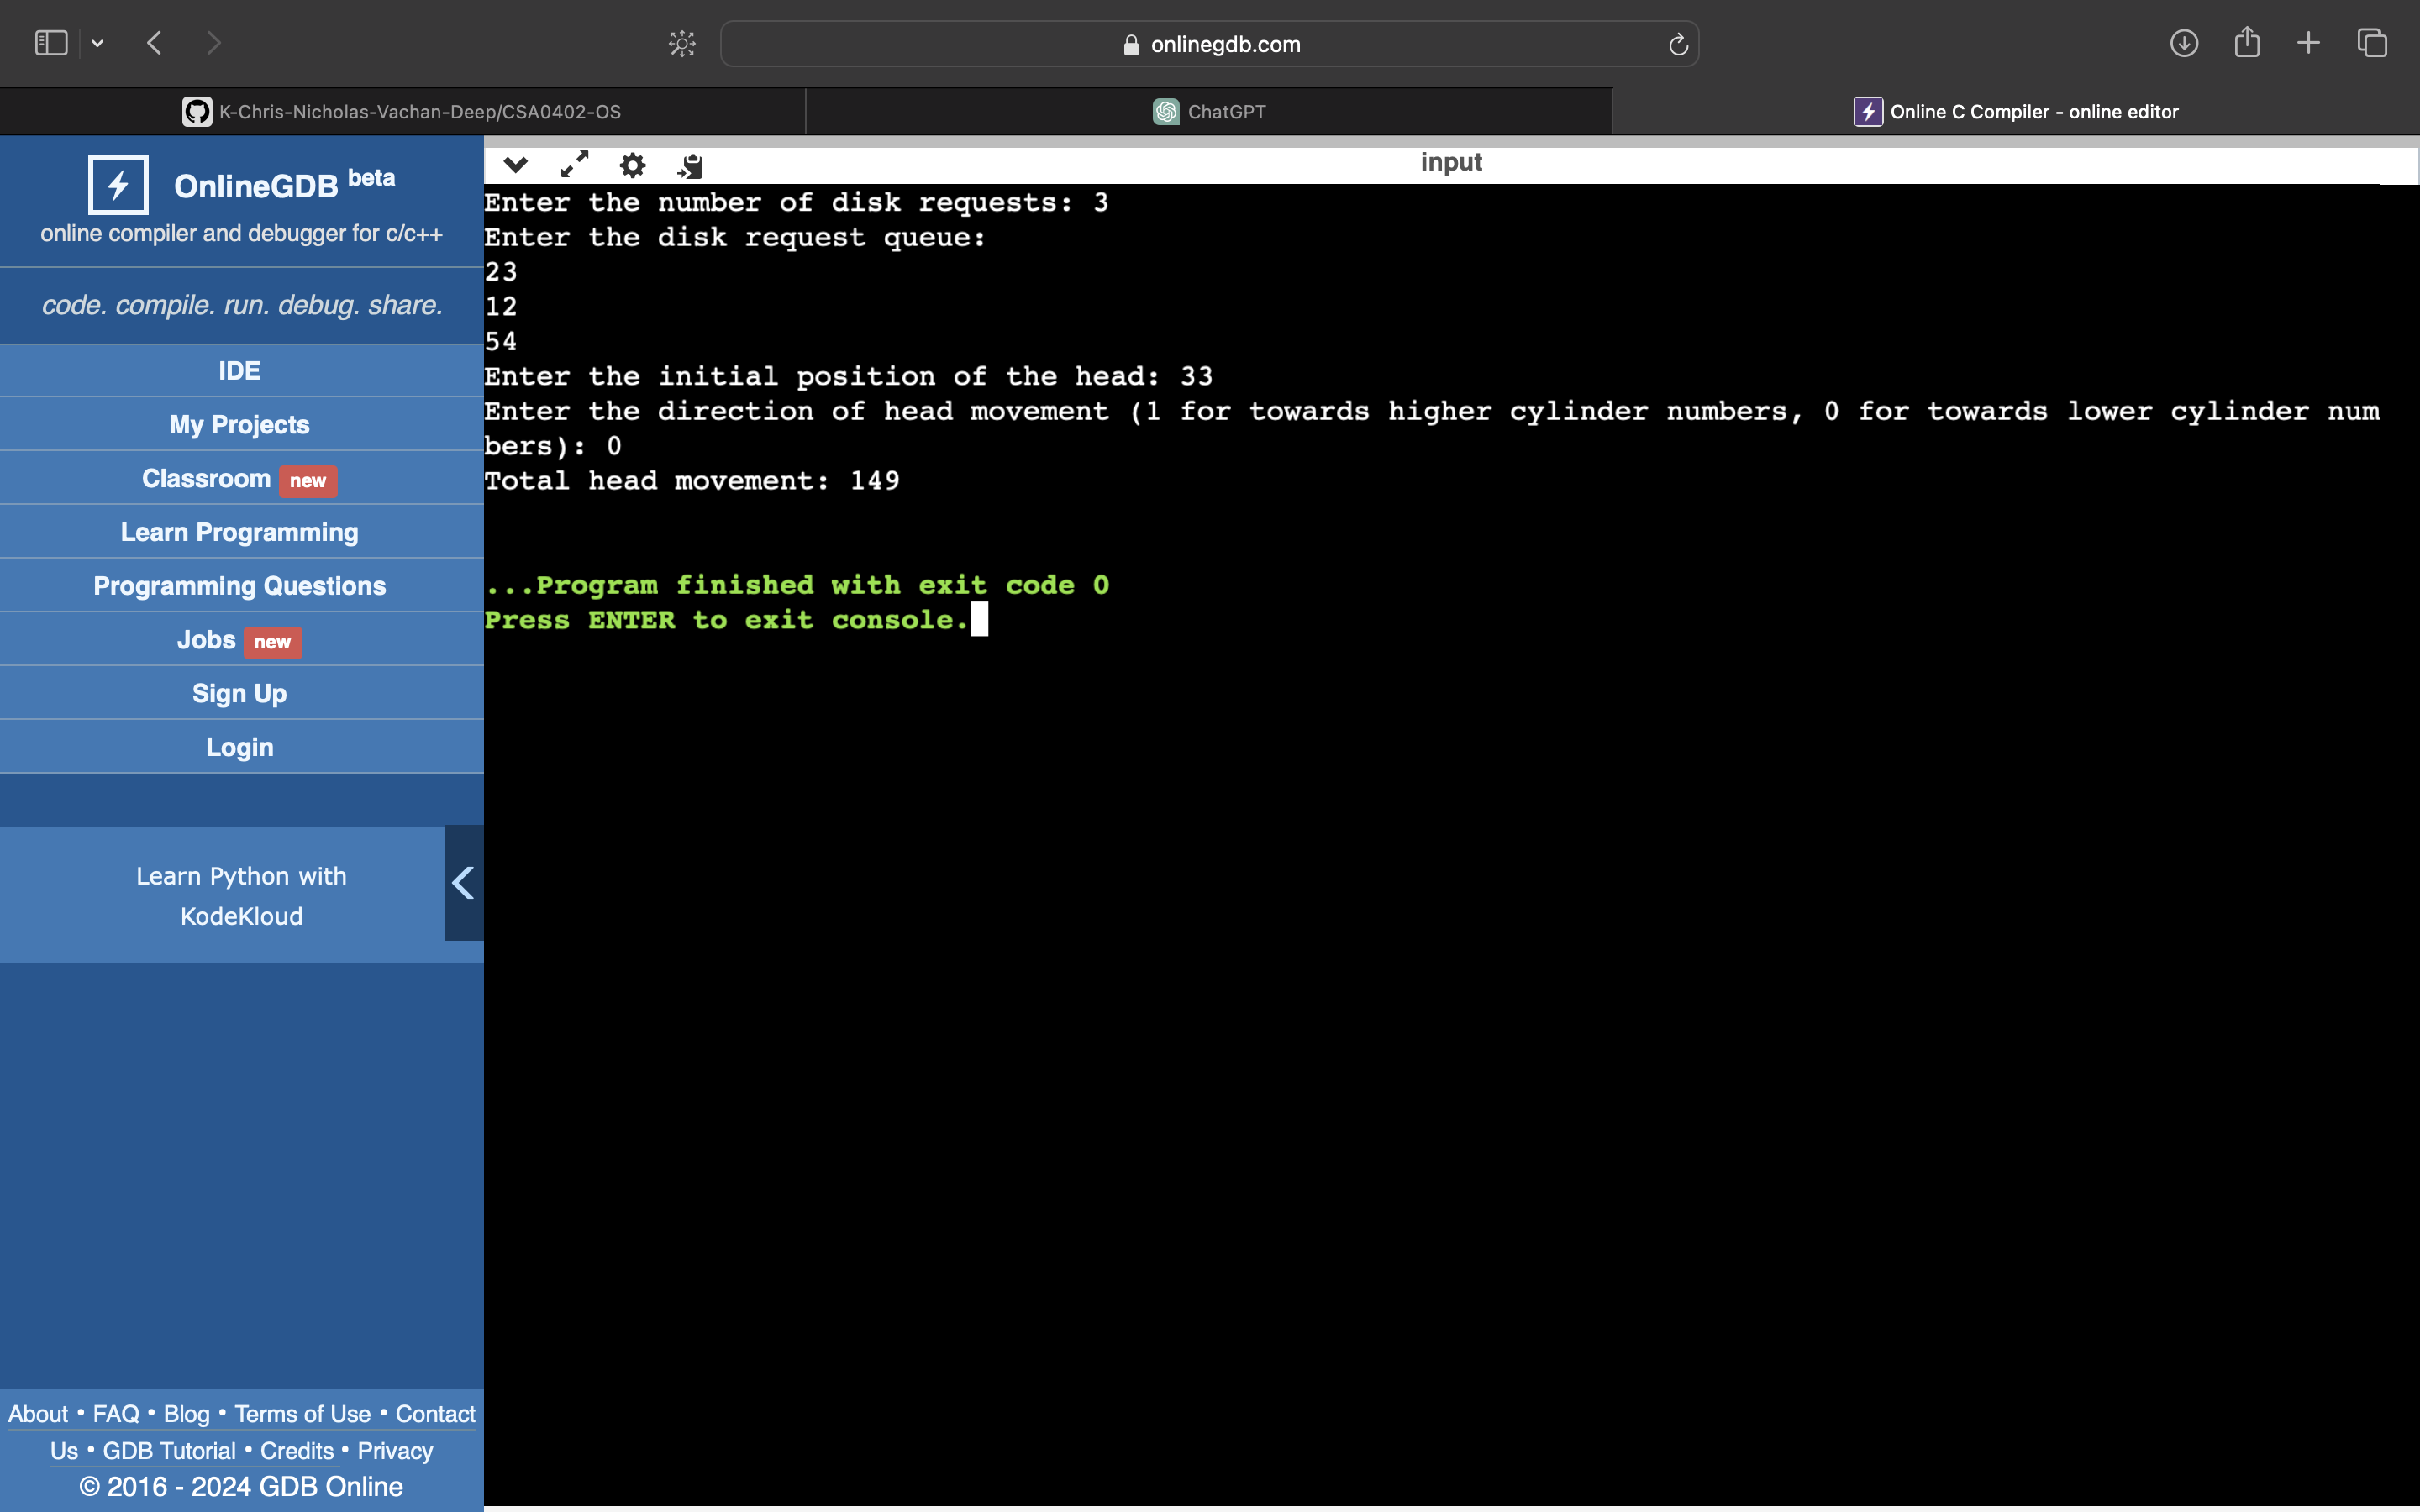 onlinegdb.com
K-Chris-Nicholas-Vachan-Deep/CSA0402-OS
ChatGPT
Online C Compiler - online editor
OnlineGDB beta
online compiler and debugger for c/c++
code. compile. run. debug. share.
IDE
My Projects
Classroom new
Learn Programming
Programming Questions
Jobs new
Sign Up
Login
Learn Python with
KodeKloud
About • FAQ • Blog • Terms of Use • Contact
Us • GDB Tutorial • Credits • Privacy
© 2016 - 2024 GDB Online
input
Enter the number of disk requests: 3
Enter the disk request queue:
23
12
54
Enter the initial position of the head: 33
Enter the direction of head movement (1 for towards higher cylinder numbers, 0 for towards lower cylinder num
bers): 0
Total head movement: 149
...Program finished with exit code 0
Press ENTER to exit console.